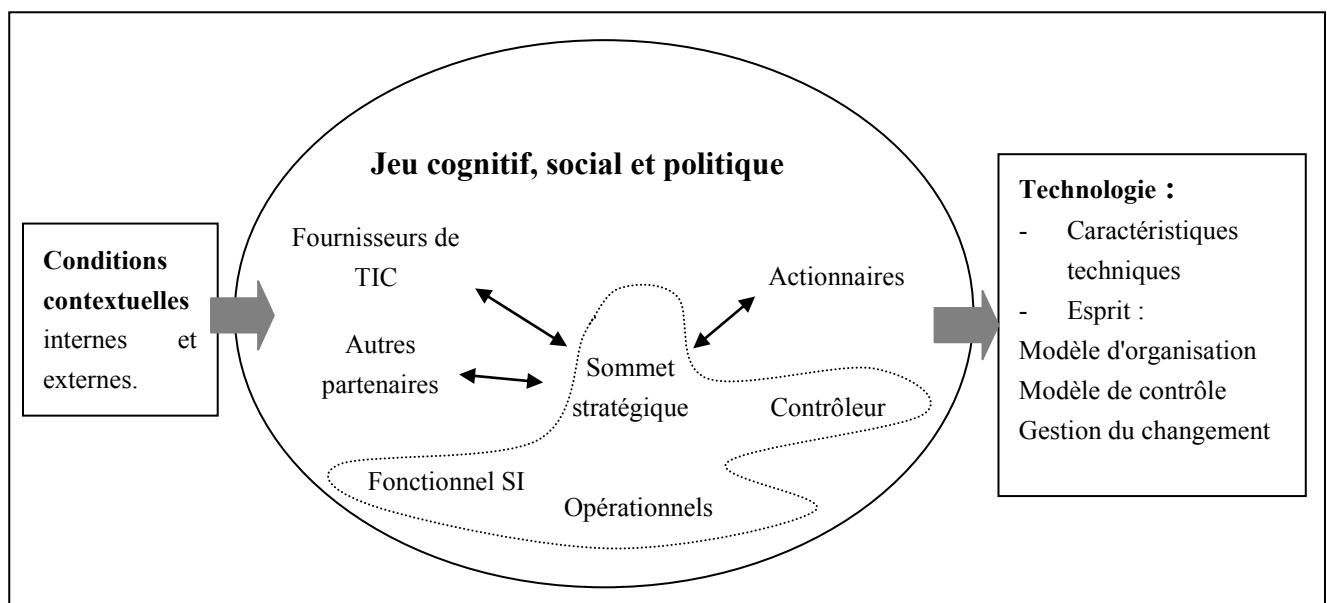 Jeu cognitif, social et politique
Conditions
contextuelles
internes et
externes.
Fournisseurs de
TIC
Autres
partenaires
Actionnaires
Sommet
stratégique
Contrôleur
Fonctionnel SI
Opérationnels
Technologie :
- Caractéristiques
techniques
- Esprit :
Modèle d'organisation
Modèle de contrôle
Gestion du changement